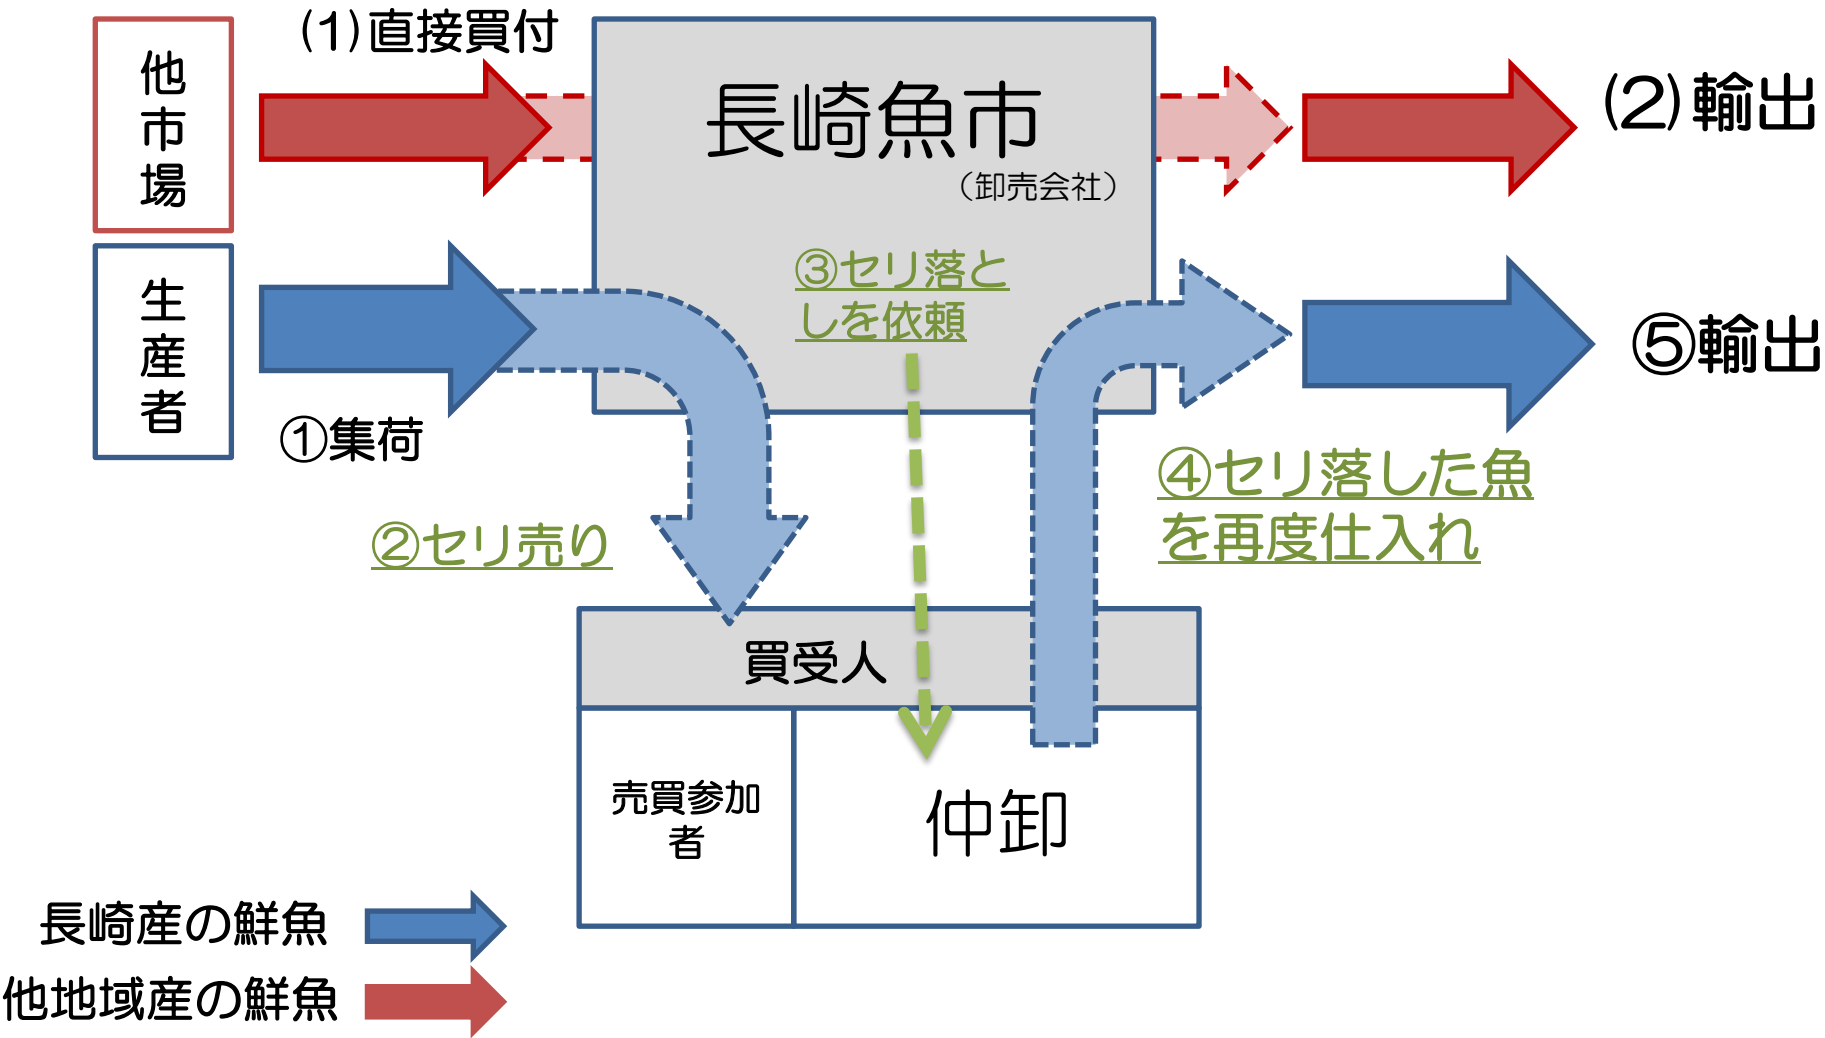 (1)直接買付
他市場
長崎魚市
（卸売会社）
(2)輸出
生産者
①集荷
③セリ落と
しを依頼
⑤輸出
②セリ売り
④セリ落した魚
を再度仕入れ
買受人
売買参加
者
仲卸
長崎産の鮮魚
他地域産の鮮魚